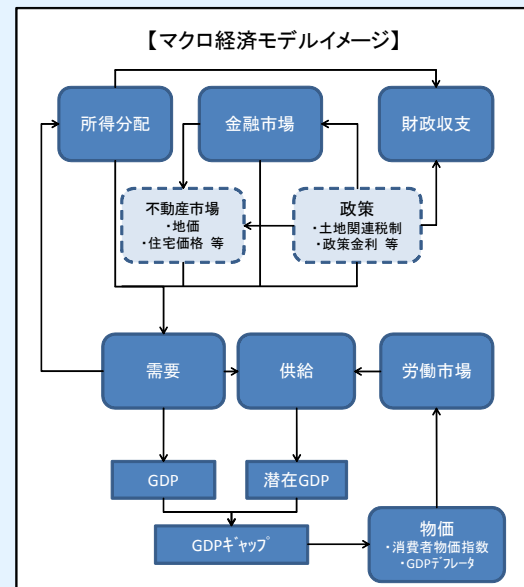 【マクロ経済モデルイメージ】
所得分配
金融市場
財政収支
不動産市場
・地価
・住宅価格 等
政策
・土地関連税制
・政策金利 等
需要
供給
労働市場
GDP
潜在GDP
GDPｷﾞｬｯﾌﾟ
物価
・消費者物価指数
・GDPﾃﾞﾌﾚｰﾀ